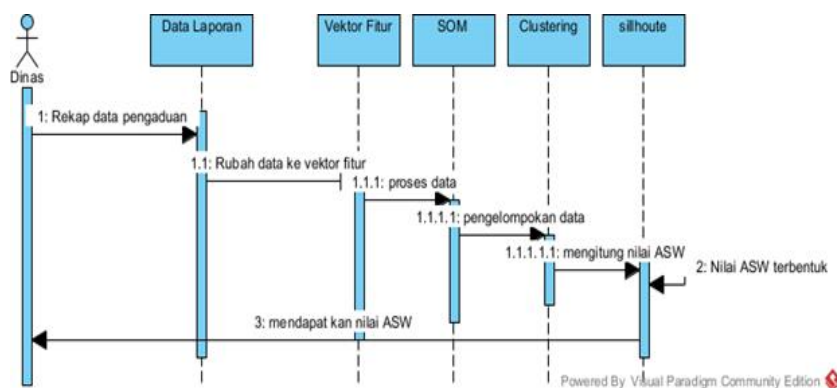 Data Laporan
Vektor Fitur
SOM
Clustering
sillhoute
Dinas
1: Rekap data pengaduan
1.1: Rubah data ke vektor fitur
1.1.1: proses data
1.1.1.1: pengelompokan data
1.1.1.1.1: mengitung nilai ASW
2: Nilai ASW terbentuk
3: mendapat kan nilai ASW
Powered By Visual Paradigm Community Edition